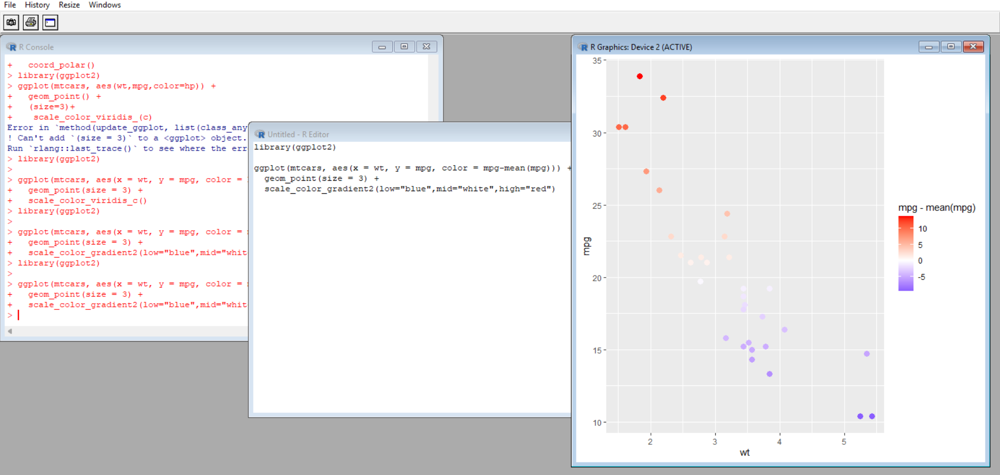 File History Resize Windows
R Console
+   coord_polar()
> library(ggplot2)
> ggplot(mtcars, aes(wt,mpg,color=hp)) +
+   geom_point() +
+   (size=3)+
+    scale_color_viridis_(c)
Error in `method(update_ggplot, list(class_any
! Can't add `(size = 3)` to a <ggplot> object.
Run `rlang::last_trace()` to see where the err
> library(ggplot2)
>
> ggplot(mtcars, aes(x = wt, y = mpg, color =
+   geom_point(size = 3) +
+   scale_color_viridis_c()
> library(ggplot2)
>
> ggplot(mtcars, aes(x = wt, y = mpg, color =
+   geom_point(size = 3) +
+   scale_color_gradient2(low="blue",mid="whit
> library(ggplot2)
>
> ggplot(mtcars, aes(x = wt, y = mpg, color =
+   geom_point(size = 3) +
+   scale_color_gradient2(low="blue",mid="whit
>
Untitled - R Editor
library(ggplot2)
ggplot(mtcars, aes(x = wt, y = mpg, color = mpg-mean(mpg))) +
  geom_point(size = 3) +
  scale_color_gradient2(low="blue",mid="white",high="red")
R Graphics: Device 2 (ACTIVE)
35
30
25
20
15
10
mpg
2 3 4 5
wt
mpg - mean(mpg)
10
5
0
-5